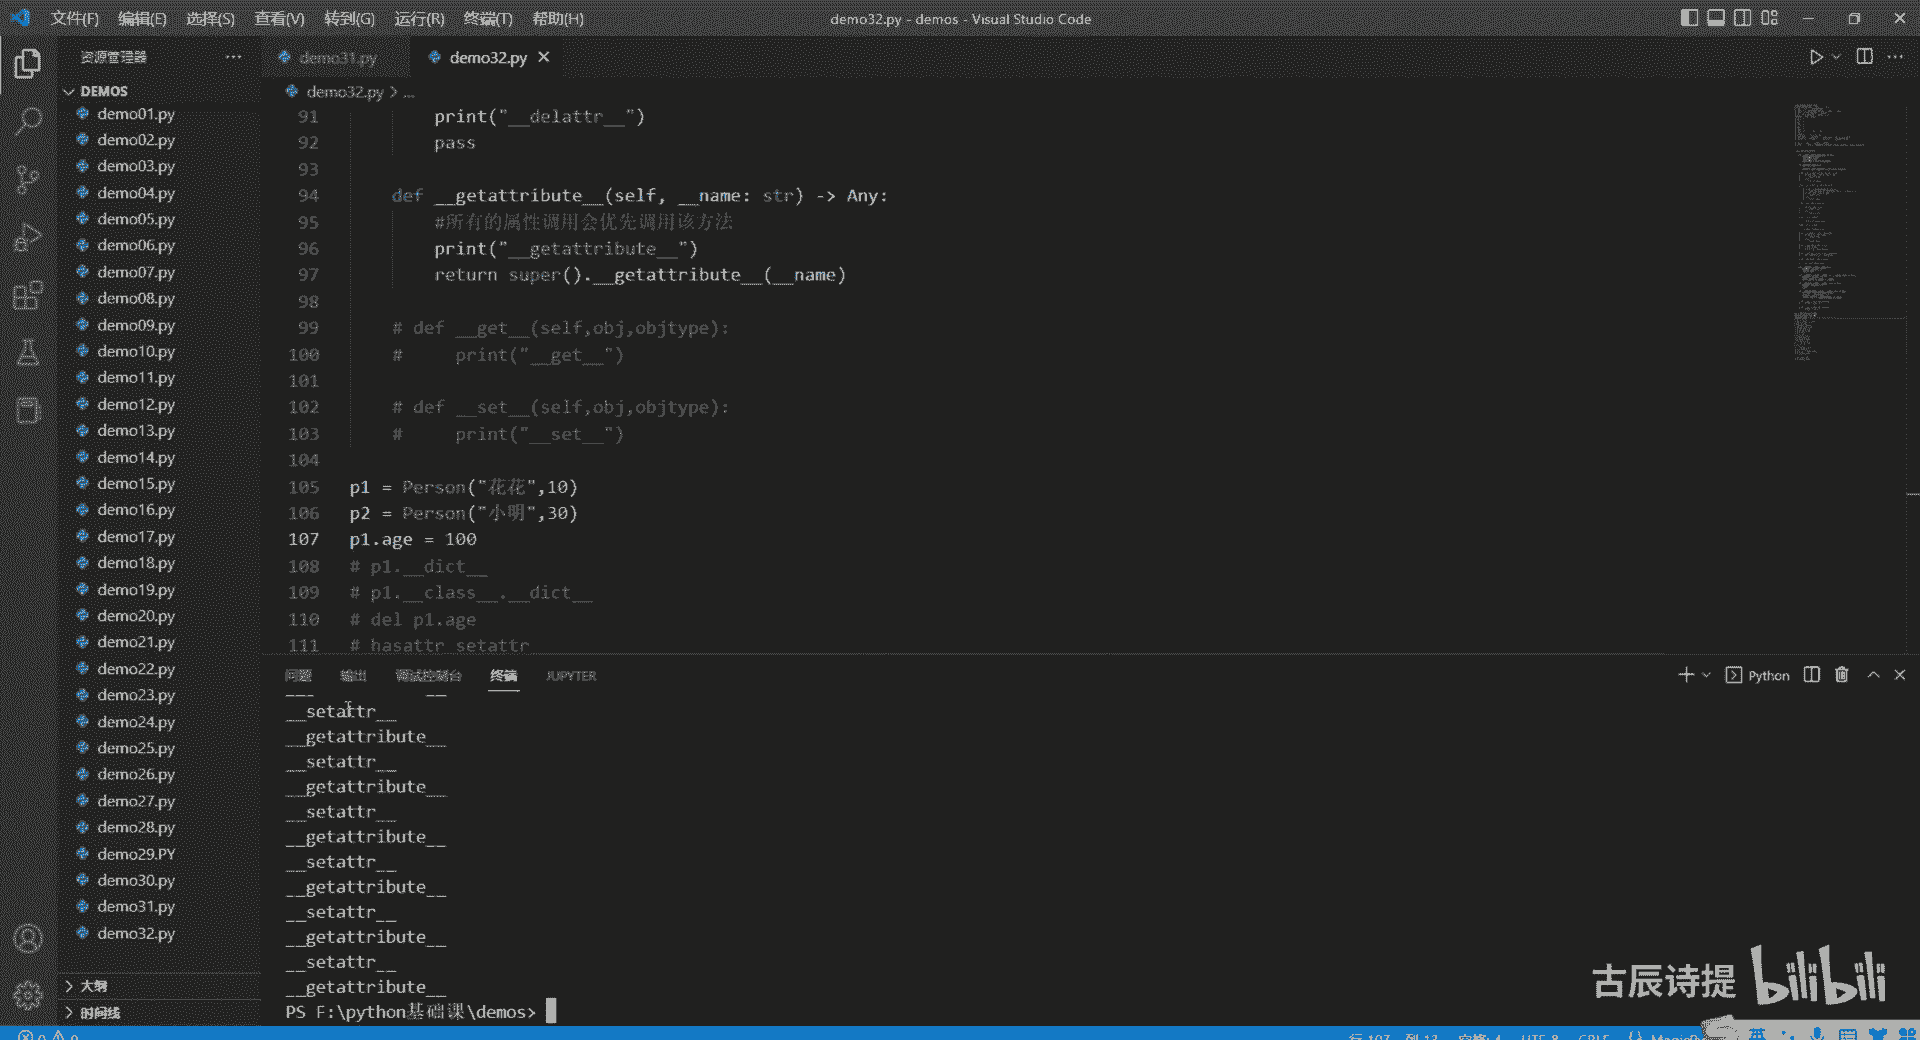 文件(F) 编辑(E) 选择(S) 查看(V) 转到(G) 运行(R) 终端(T) 帮助(H)
demo32.py - demos - Visual Studio Code
资源管理器
DEMOS
demo01.py
demo02.py
demo03.py
demo04.py
demo05.py
demo06.py
demo07.py
demo08.py
demo09.py
demo10.py
demo11.py
demo12.py
demo13.py
demo14.py
demo15.py
demo16.py
demo17.py
demo18.py
demo19.py
demo20.py
demo21.py
demo22.py
demo23.py
demo24.py
demo25.py
demo26.py
demo27.py
demo28.py
demo29.PY
demo30.py
demo31.py
demo32.py
大纲
时间线
demo31.py demo32.py
demo32.py > ...
91 print("__delattr__")
92 pass
93
94 def __getattribute__(self, __name: str) -> Any:
95 #所有的属性调用会优先调用该方法
96 print("__getattribute__")
97 return super().__getattribute__(__name)
98
99 # def __get__(self,obj,objtype):
100 # print("__get__")
101
102 # def __set__(self,obj,objtype):
103 # print("__set__")
104
105 p1 = Person("花花",10)
106 p2 = Person("小明",30)
107 p1.age = 100
108 # p1.__dict__
109 # p1.__class__.__dict__
110 # del p1.age
111 # hasattr setattr
问题 输出 调试控制台 终端 JUPYTER
Python
__setattr__
__getattribute__
__setattr__
__getattribute__
__setattr__
__getattribute__
__setattr__
__getattribute__
__setattr__
__getattribute__
__setattr__
__getattribute__
PS F:\python基础课\demos>
古辰诗提 bilibili